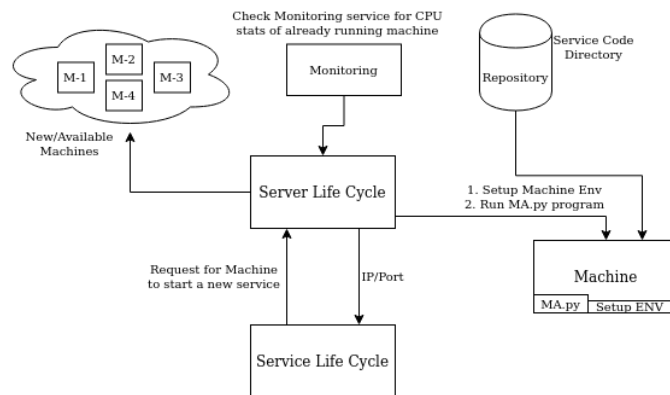 Check Monitoring service for CPU
stats of already running machine
M-1
M-2
M-3
M-4
Monitoring
Repository
Service Code
Directory
New/Available
Machines
Server Life Cycle
1. Setup Machine Env
2. Run MA.py program
Request for Machine
to start a new service
IP/Port
Machine
MA.py
Setup ENV
Service Life Cycle